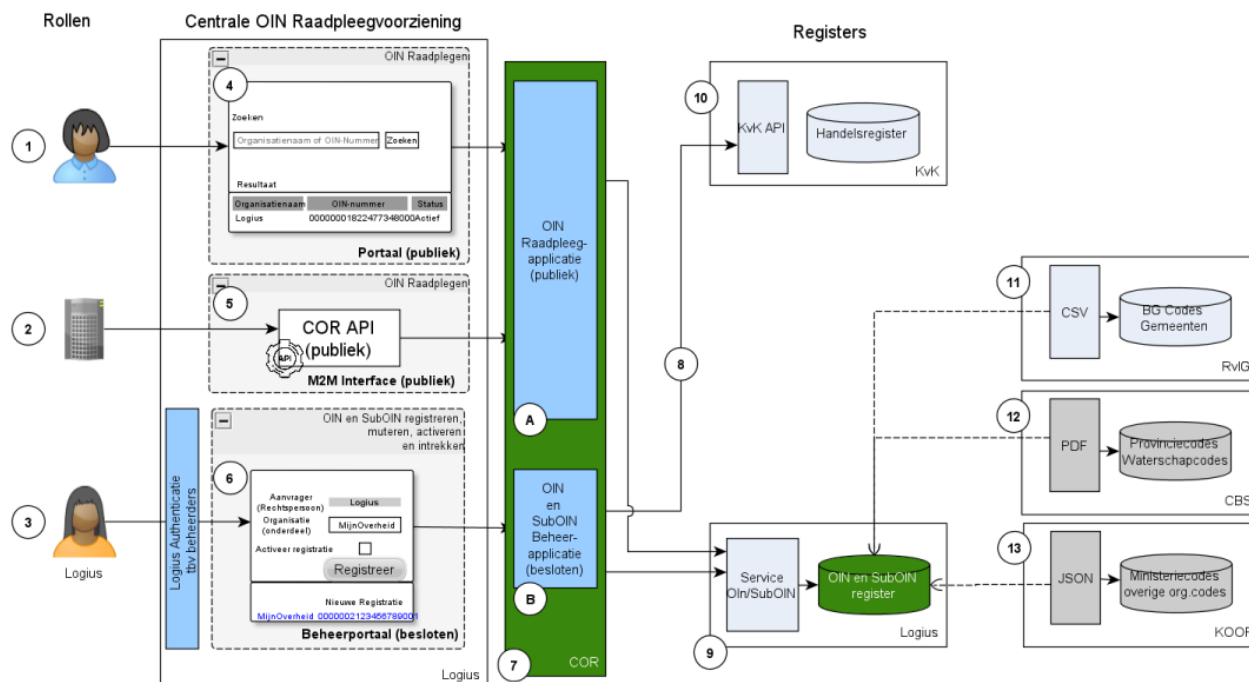 Rollen
Centrale OIN Raadpleegvoorziening
Registers
OIN Raadplegen
4
Zoeken
Organisatienaam of OIN-Nummer
Zoeken
Resultaat
Organisatienaam OIN-nummer Status
Logius 00000001822477348000Actief
Portaal (publiek)
1
OIN Raadplegen
5
COR API
(publiek)
API
M2M Interface (publiek)
2
OIN en SubOIN registreren,
muteren, activeren
en intrekken
6
Aanvrager
(Rechtspersoon)
Logius
Organisatie
(onderdeel)
MijnOverheid
Activeer registratie
Registreer
Nieuwe Registratie
MijnOverheid 00000021234567890001
Beheerportaal (besloten)
3
Logius
Logius Authenticatie
tbv beheerders
Logius
OIN
Raadpleeg-
applicatie
(publiek)
A
OIN
en
SubOIN
Beheer-
applicatie
(besloten)
B
7
COR
8
10
KvK API
Handelsregister
KvK
11
CSV
BG Codes
Gemeenten
RvIG
12
PDF
Provinciecodes
Waterschapcodes
CBS
13
JSON
Ministeriecodes
overige org.codes
KOOP
Service
OIn/SubOIN
OIN en SubOIN
register
Logius
9